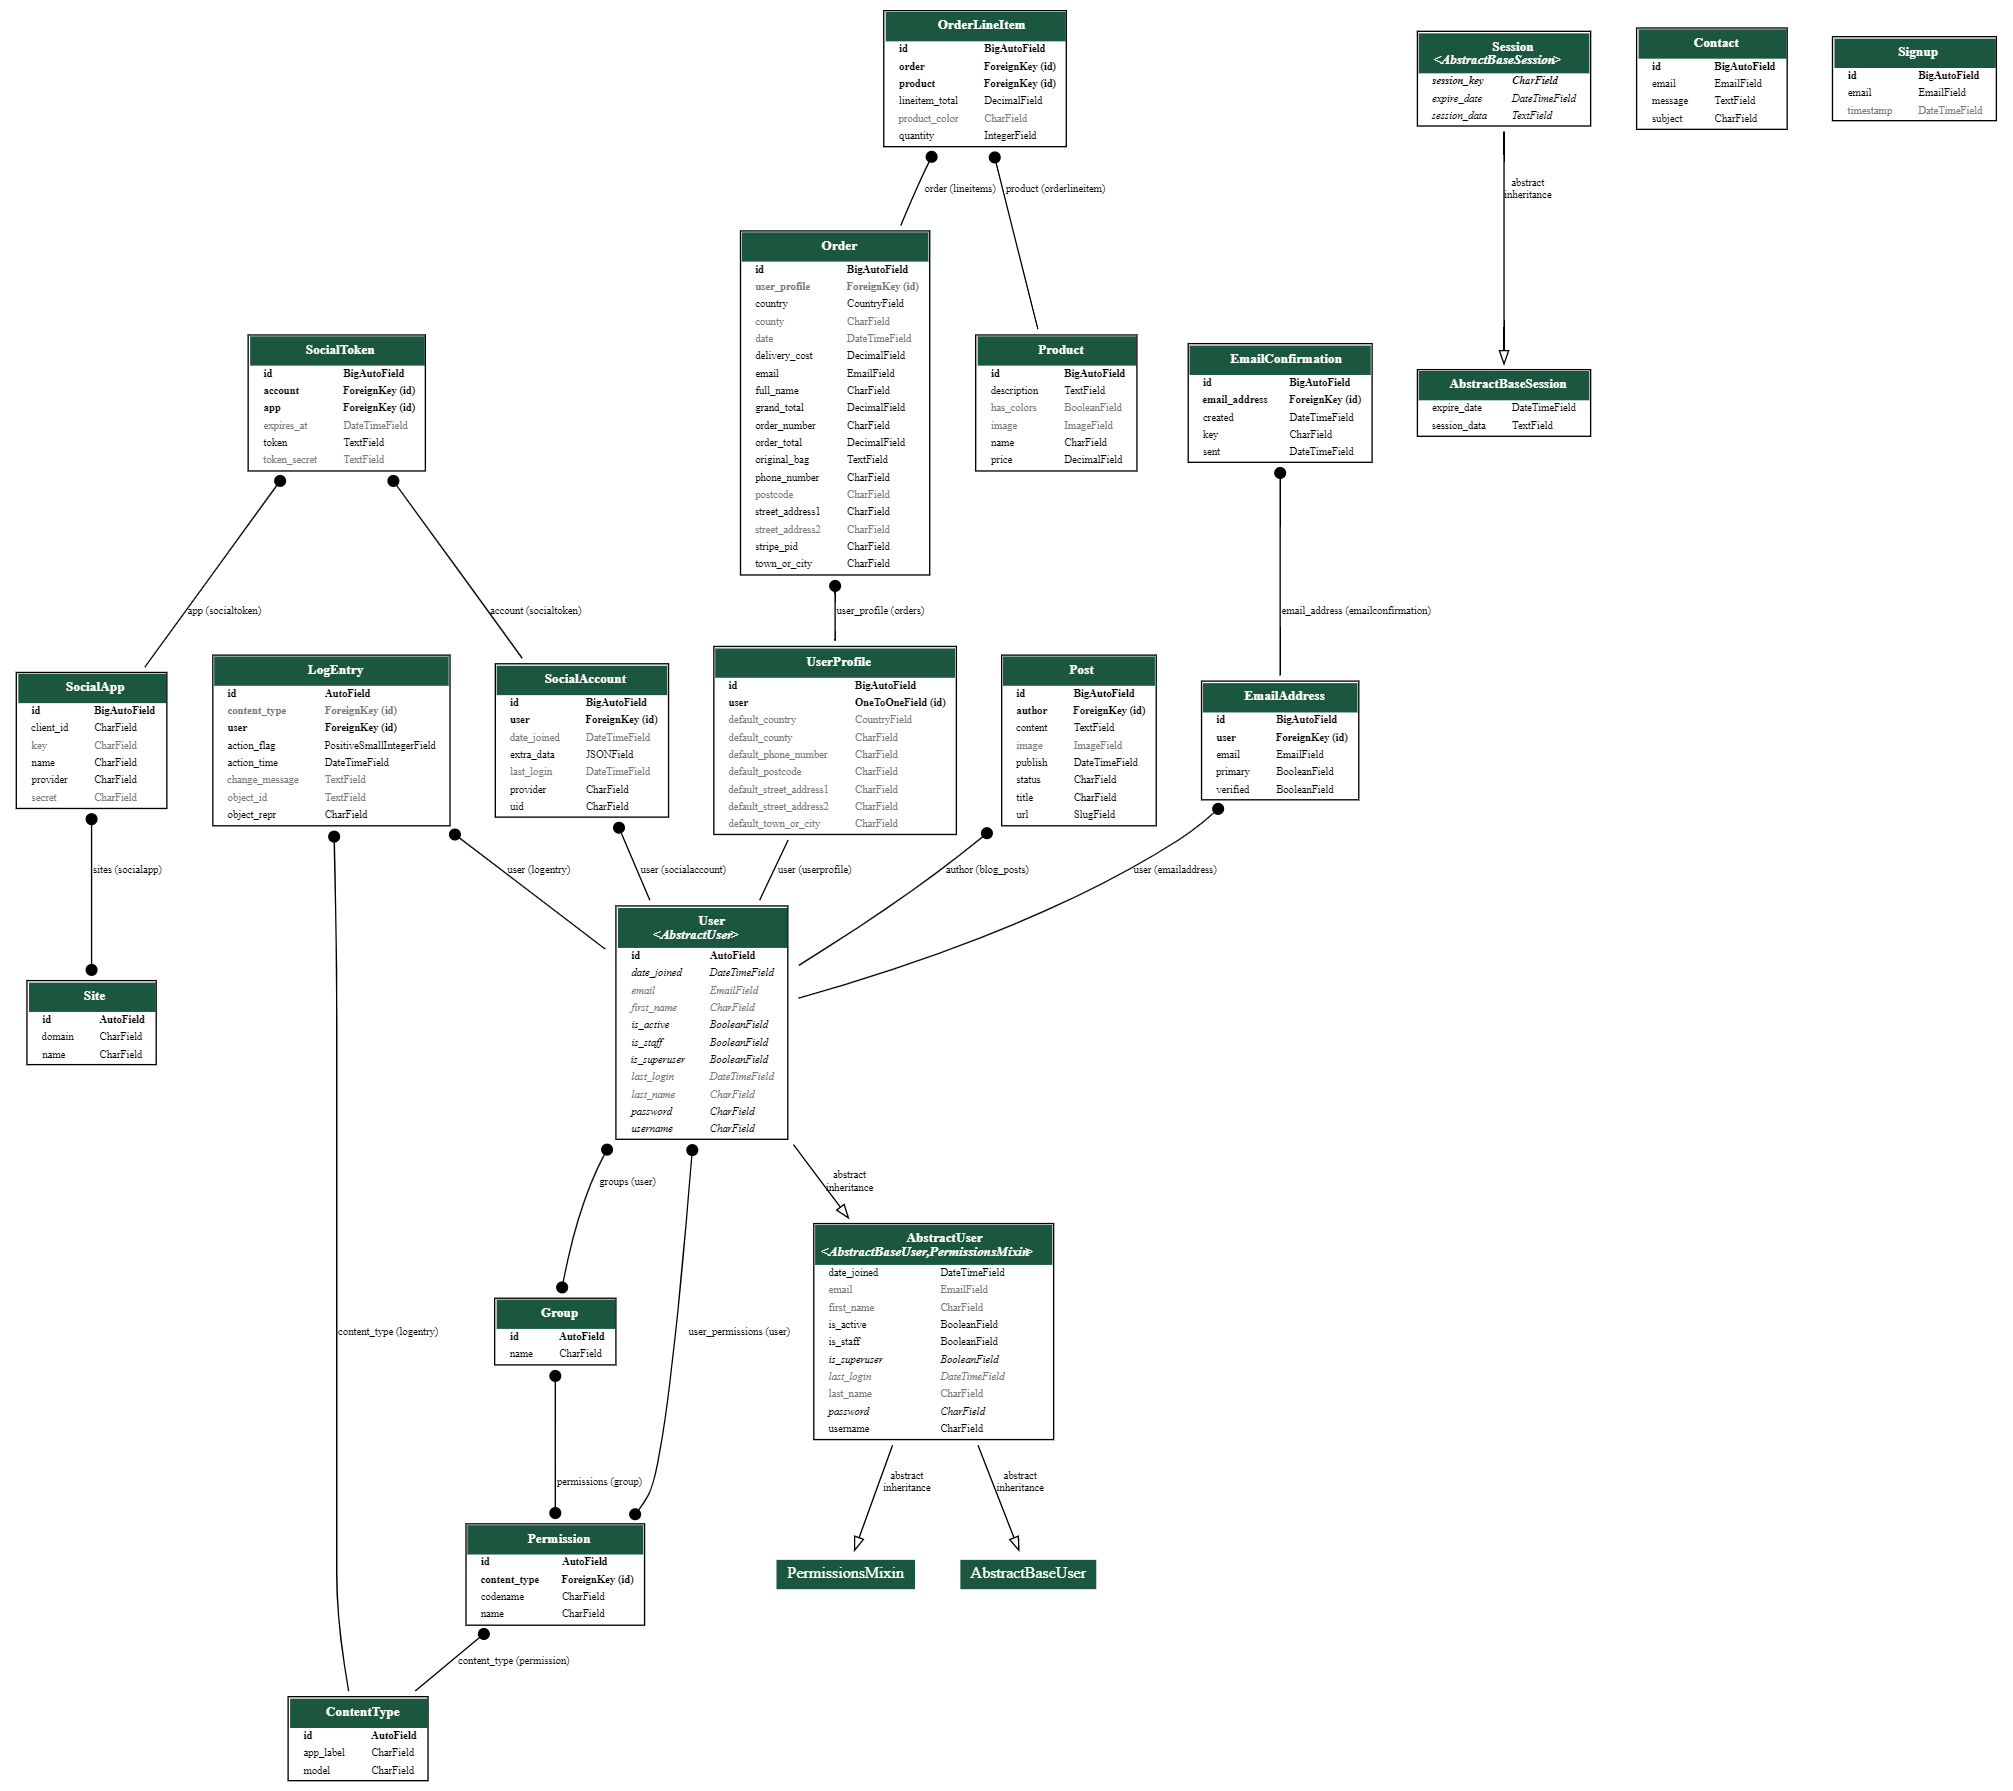 OrderLineItem
id BigAutoField
order ForeignKey (id)
product ForeignKey (id)
lineitem_total DecimalField
product_color CharField
quantity IntegerField
Session
<AbstractBaseSession>
session_key CharField
expire_date DateTimeField
session_data TextField
Contact
id BigAutoField
email EmailField
message TextField
subject CharField
Signup
id BigAutoField
email EmailField
timestamp DateTimeField
order (lineitems)
product (orderlineitem)
abstract
inheritance
Order
id BigAutoField
user_profile ForeignKey (id)
country CountryField
county CharField
date DateTimeField
delivery_cost DecimalField
email EmailField
full_name CharField
grand_total DecimalField
order_number CharField
order_total DecimalField
original_bag TextField
phone_number CharField
postcode CharField
street_address1 CharField
street_address2 CharField
stripe_pid CharField
town_or_city CharField
SocialToken
id BigAutoField
account ForeignKey (id)
app ForeignKey (id)
expires_at DateTimeField
token TextField
token_secret TextField
Product
id BigAutoField
description TextField
has_colors BooleanField
image ImageField
name CharField
price DecimalField
EmailConfirmation
id BigAutoField
email_address ForeignKey (id)
created DateTimeField
key CharField
sent DateTimeField
AbstractBaseSession
expire_date DateTimeField
session_data TextField
app (socialtoken)
account (socialtoken)
user_profile (orders)
email_address (emailconfirmation)
SocialApp
id BigAutoField
client_id CharField
key CharField
name CharField
provider CharField
secret CharField
LogEntry
id AutoField
content_type ForeignKey (id)
user ForeignKey (id)
action_flag PositiveSmallIntegerField
action_time DateTimeField
change_message TextField
object_id TextField
object_repr CharField
SocialAccount
id BigAutoField
user ForeignKey (id)
date_joined DateTimeField
extra_data JSONField
last_login DateTimeField
provider CharField
uid CharField
UserProfile
id BigAutoField
user OneToOneField (id)
default_country CountryField
default_county CharField
default_phone_number CharField
default_postcode CharField
default_street_address1 CharField
default_street_address2 CharField
default_town_or_city CharField
Post
id BigAutoField
author ForeignKey (id)
content TextField
image ImageField
publish DateTimeField
status CharField
title CharField
url SlugField
EmailAddress
id BigAutoField
user ForeignKey (id)
email EmailField
primary BooleanField
verified BooleanField
sites (socialapp)
user (logentry)
user (socialaccount)
user (userprofile)
author (blog_posts)
user (emailaddress)
Site
id AutoField
domain CharField
name CharField
User
<AbstractUser>
id AutoField
date_joined DateTimeField
email EmailField
first_name CharField
is_active BooleanField
is_staff BooleanField
is_superuser BooleanField
last_login DateTimeField
last_name CharField
password CharField
username CharField
groups (user)
abstract
inheritance
AbstractUser
<AbstractBaseUser,PermissionsMixin>
date_joined DateTimeField
email EmailField
first_name CharField
is_active BooleanField
is_staff BooleanField
is_superuser BooleanField
last_login DateTimeField
last_name CharField
password CharField
username CharField
Group
id AutoField
name CharField
content_type (logentry)
user_permissions (user)
permissions (group)
abstract
inheritance
abstract
inheritance
Permission
id AutoField
content_type ForeignKey (id)
codename CharField
name CharField
PermissionsMixin
AbstractBaseUser
content_type (permission)
ContentType
id AutoField
app_label CharField
model CharField